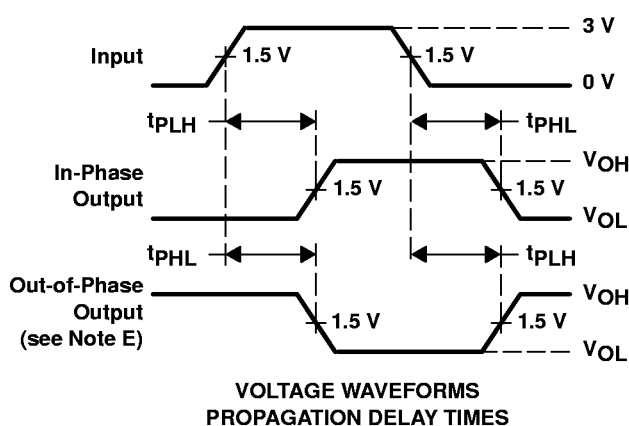 3 V
Input
1.5 V
1.5 V
0 V
tPLH
tPHL
VOH
In-Phase
Output
1.5 V
1.5 V
VOL
tPHL
tPLH
Out-of-Phase
Output
(see Note E)
VOH
1.5 V
1.5 V
VOL
VOLTAGE WAVEFORMS
PROPAGATION DELAY TIMES